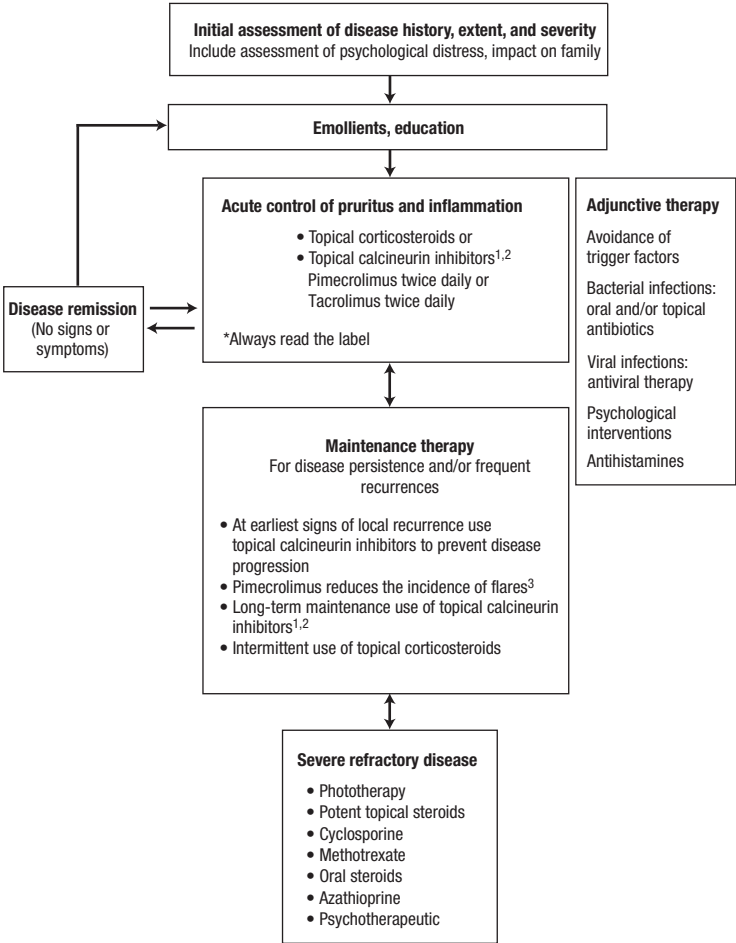 Initial assessment of disease history, extent, and severity
Include assessment of psychological distress, impact on family
Emollients, education
Acute control of pruritus and inflammation
• Topical corticosteroids or
• Topical calcineurin inhibitors1,2
Pimecrolimus twice daily or
Tacrolimus twice daily
*Always read the label
Adjunctive therapy
Avoidance of
trigger factors
Bacterial infections:
oral and/or topical
antibiotics
Viral infections:
antiviral therapy
Psychological
interventions
Antihistamines
Disease remission
(No signs or
symptoms)
Maintenance therapy
For disease persistence and/or frequent
recurrences
• At earliest signs of local recurrence use
topical calcineurin inhibitors to prevent disease
progression
• Pimecrolimus reduces the incidence of flares3
• Long-term maintenance use of topical calcineurin
inhibitors1,2
• Intermittent use of topical corticosteroids
Severe refractory disease
• Phototherapy
• Potent topical steroids
• Cyclosporine
• Methotrexate
• Oral steroids
• Azathioprine
• Psychotherapeutic